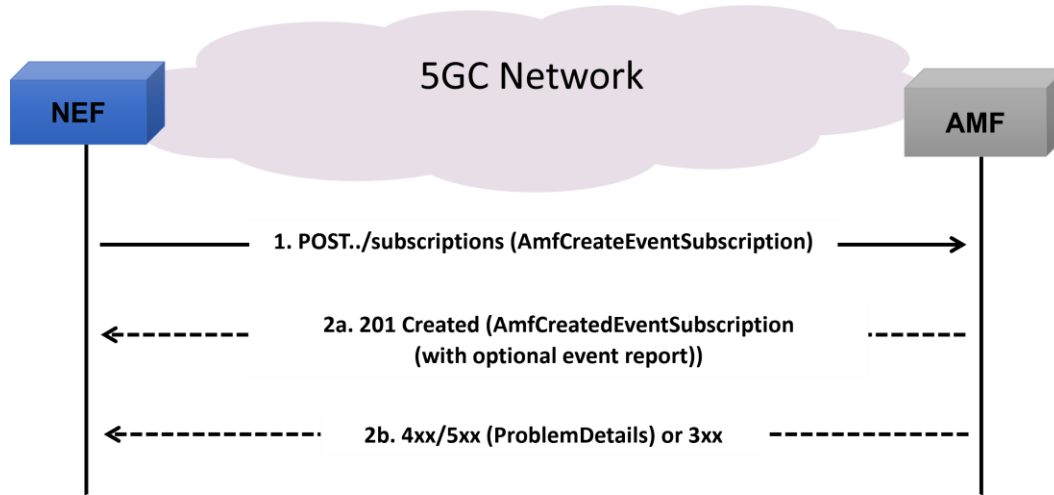 5GC Network
NEF
AMF
1. POST../subscriptions (AmfCreateEventSubscription)
2a. 201 Created (AmfCreatedEventSubscription
(with optional event report))
2b. 4xx/5xx (ProblemDetails) or 3xx